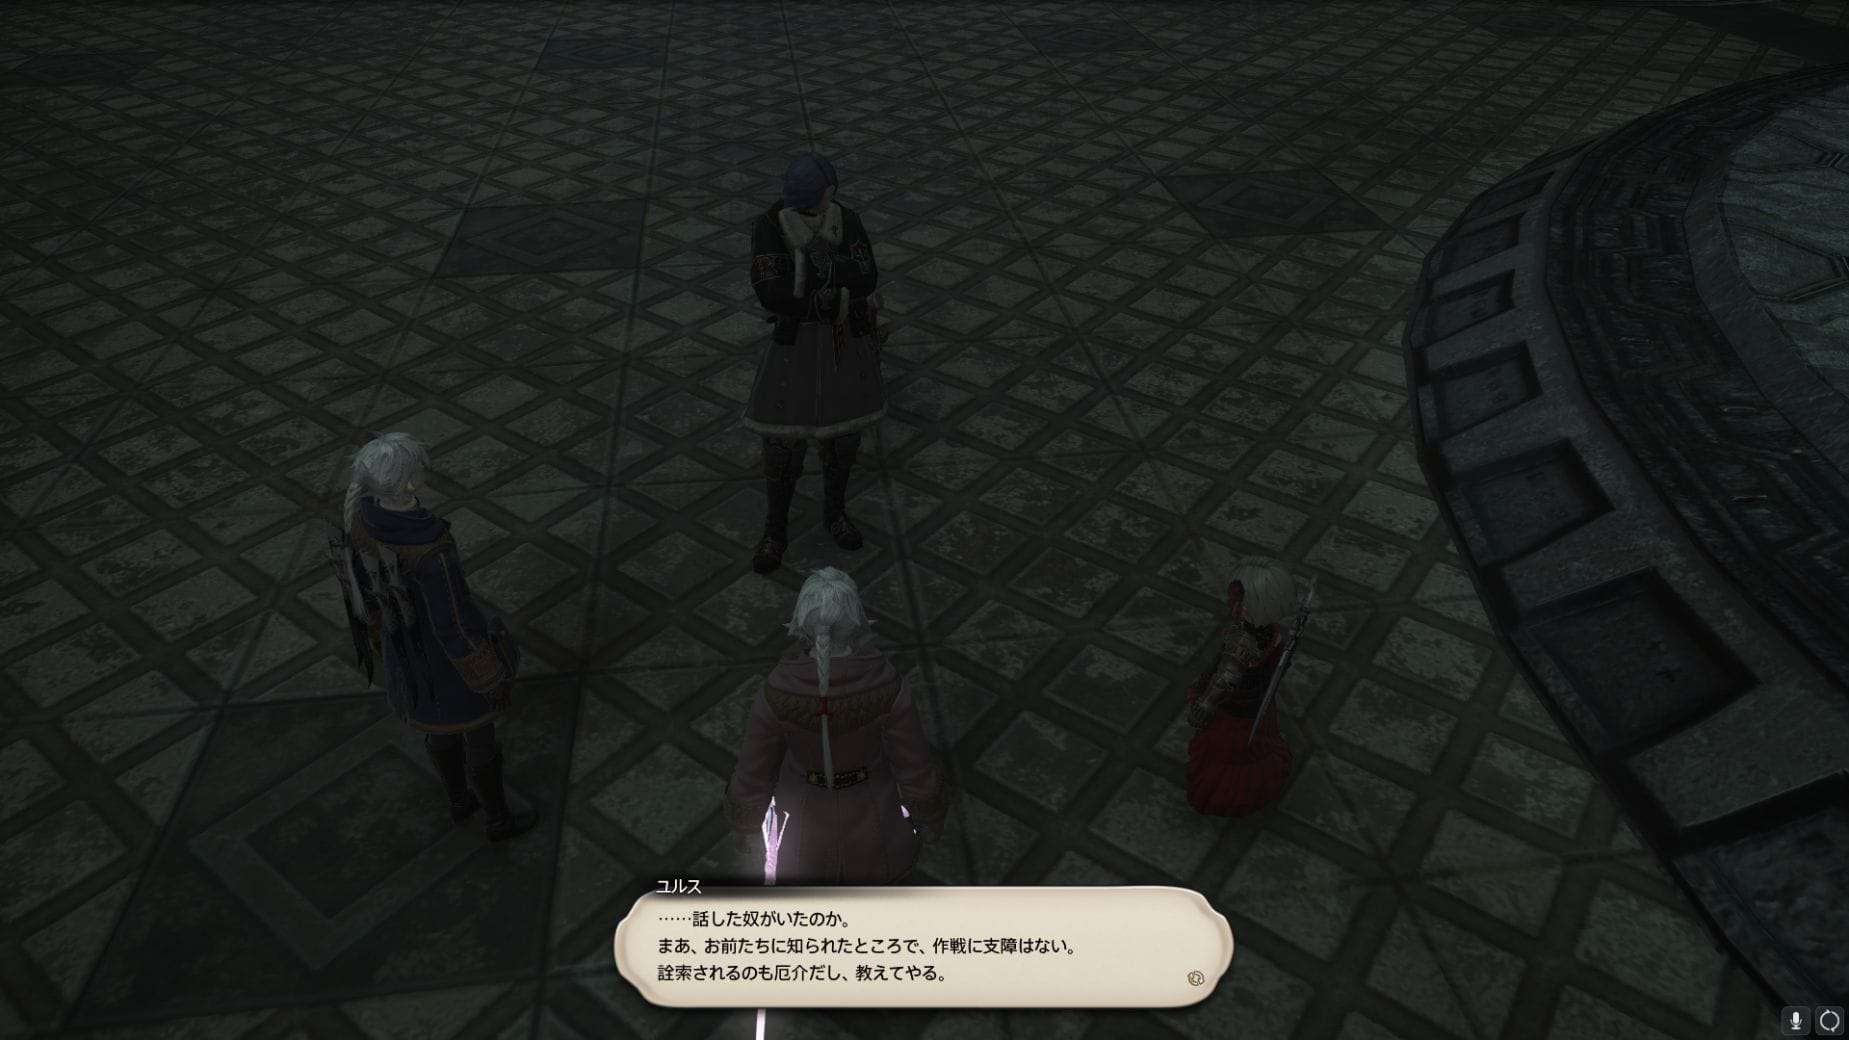 ユルス
……話した奴がいたのか。
まあ、お前たちに知られたところで、作戦に支障はない。
詮索されるのも厄介だし、教えてやる。